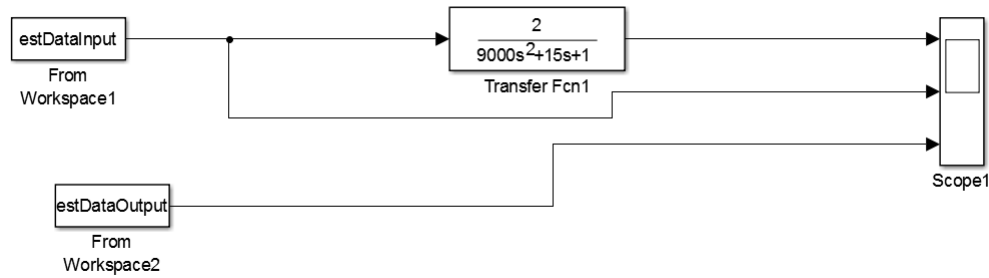 estDataInput
From
Workspace1
2
9000s²+15s+1
Transfer Fcn1
Scope1
estDataOutput
From
Workspace2